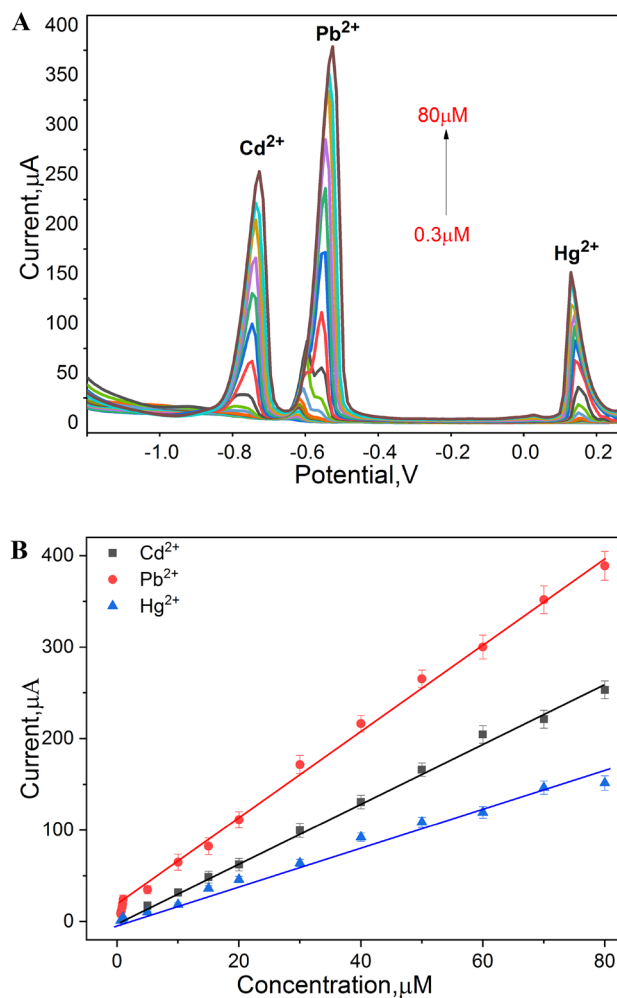 A
Current,μA
400
350
300
250
200
150
100
50
0
Cd2+
Pb2+
Hg2+
80μM
0.3μM
-1.0
-0.8
-0.6
-0.4
-0.2
0.0
0.2
Potential,V
B
Cd2+
Pb2+
Hg2+
Current,μA
400
300
200
100
0
0
20
40
60
80
Concentration,μM